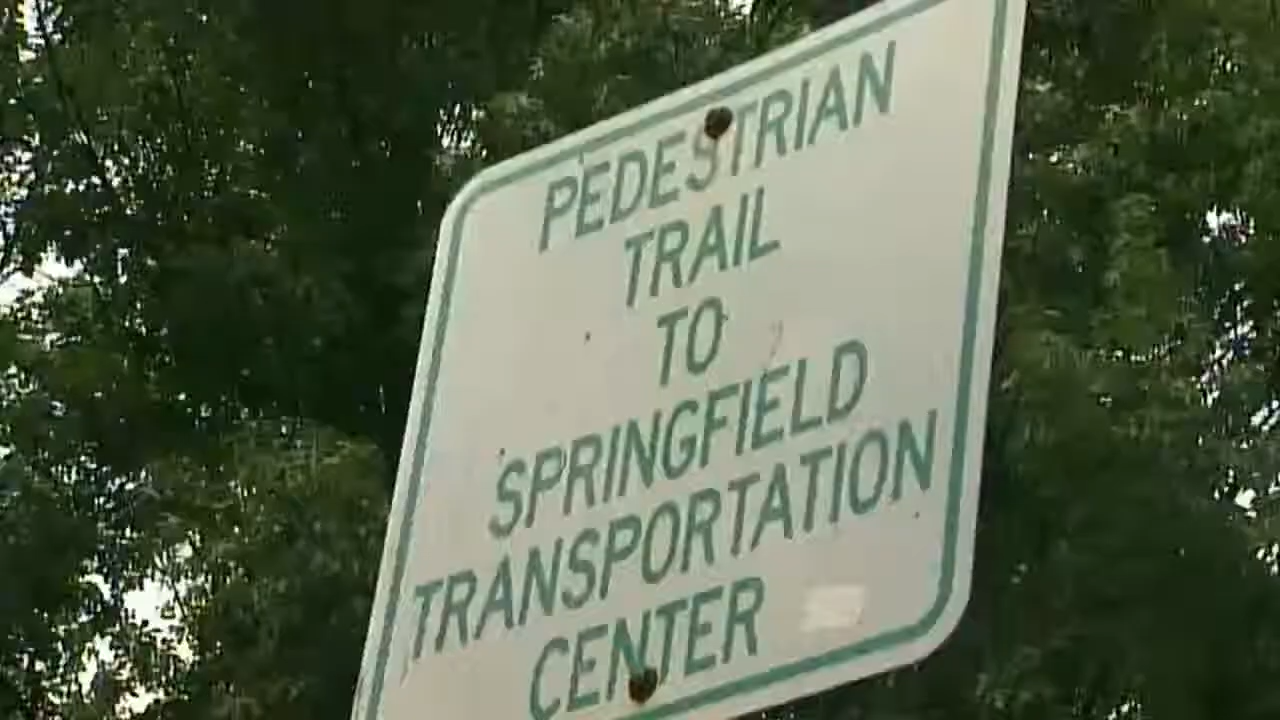 PEDESTRIAN
TRAIL
TO
SPRINGFIELD
TRANSPORTATION
CENTER